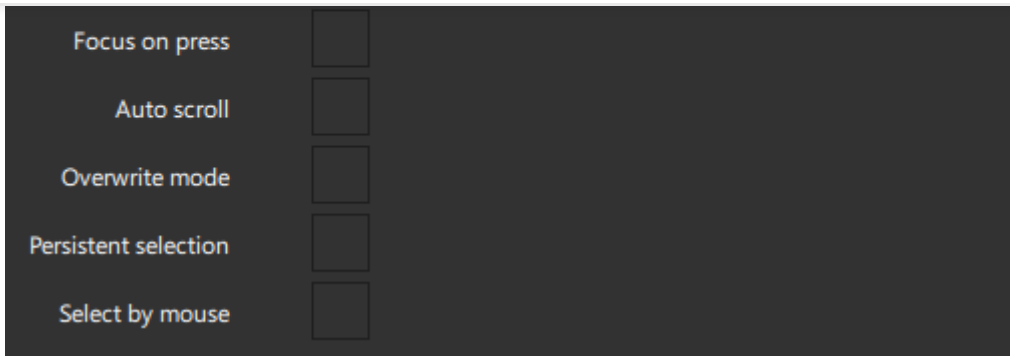 Focus on press
Auto scroll
Overwrite mode
Persistent selection
Select by mouse